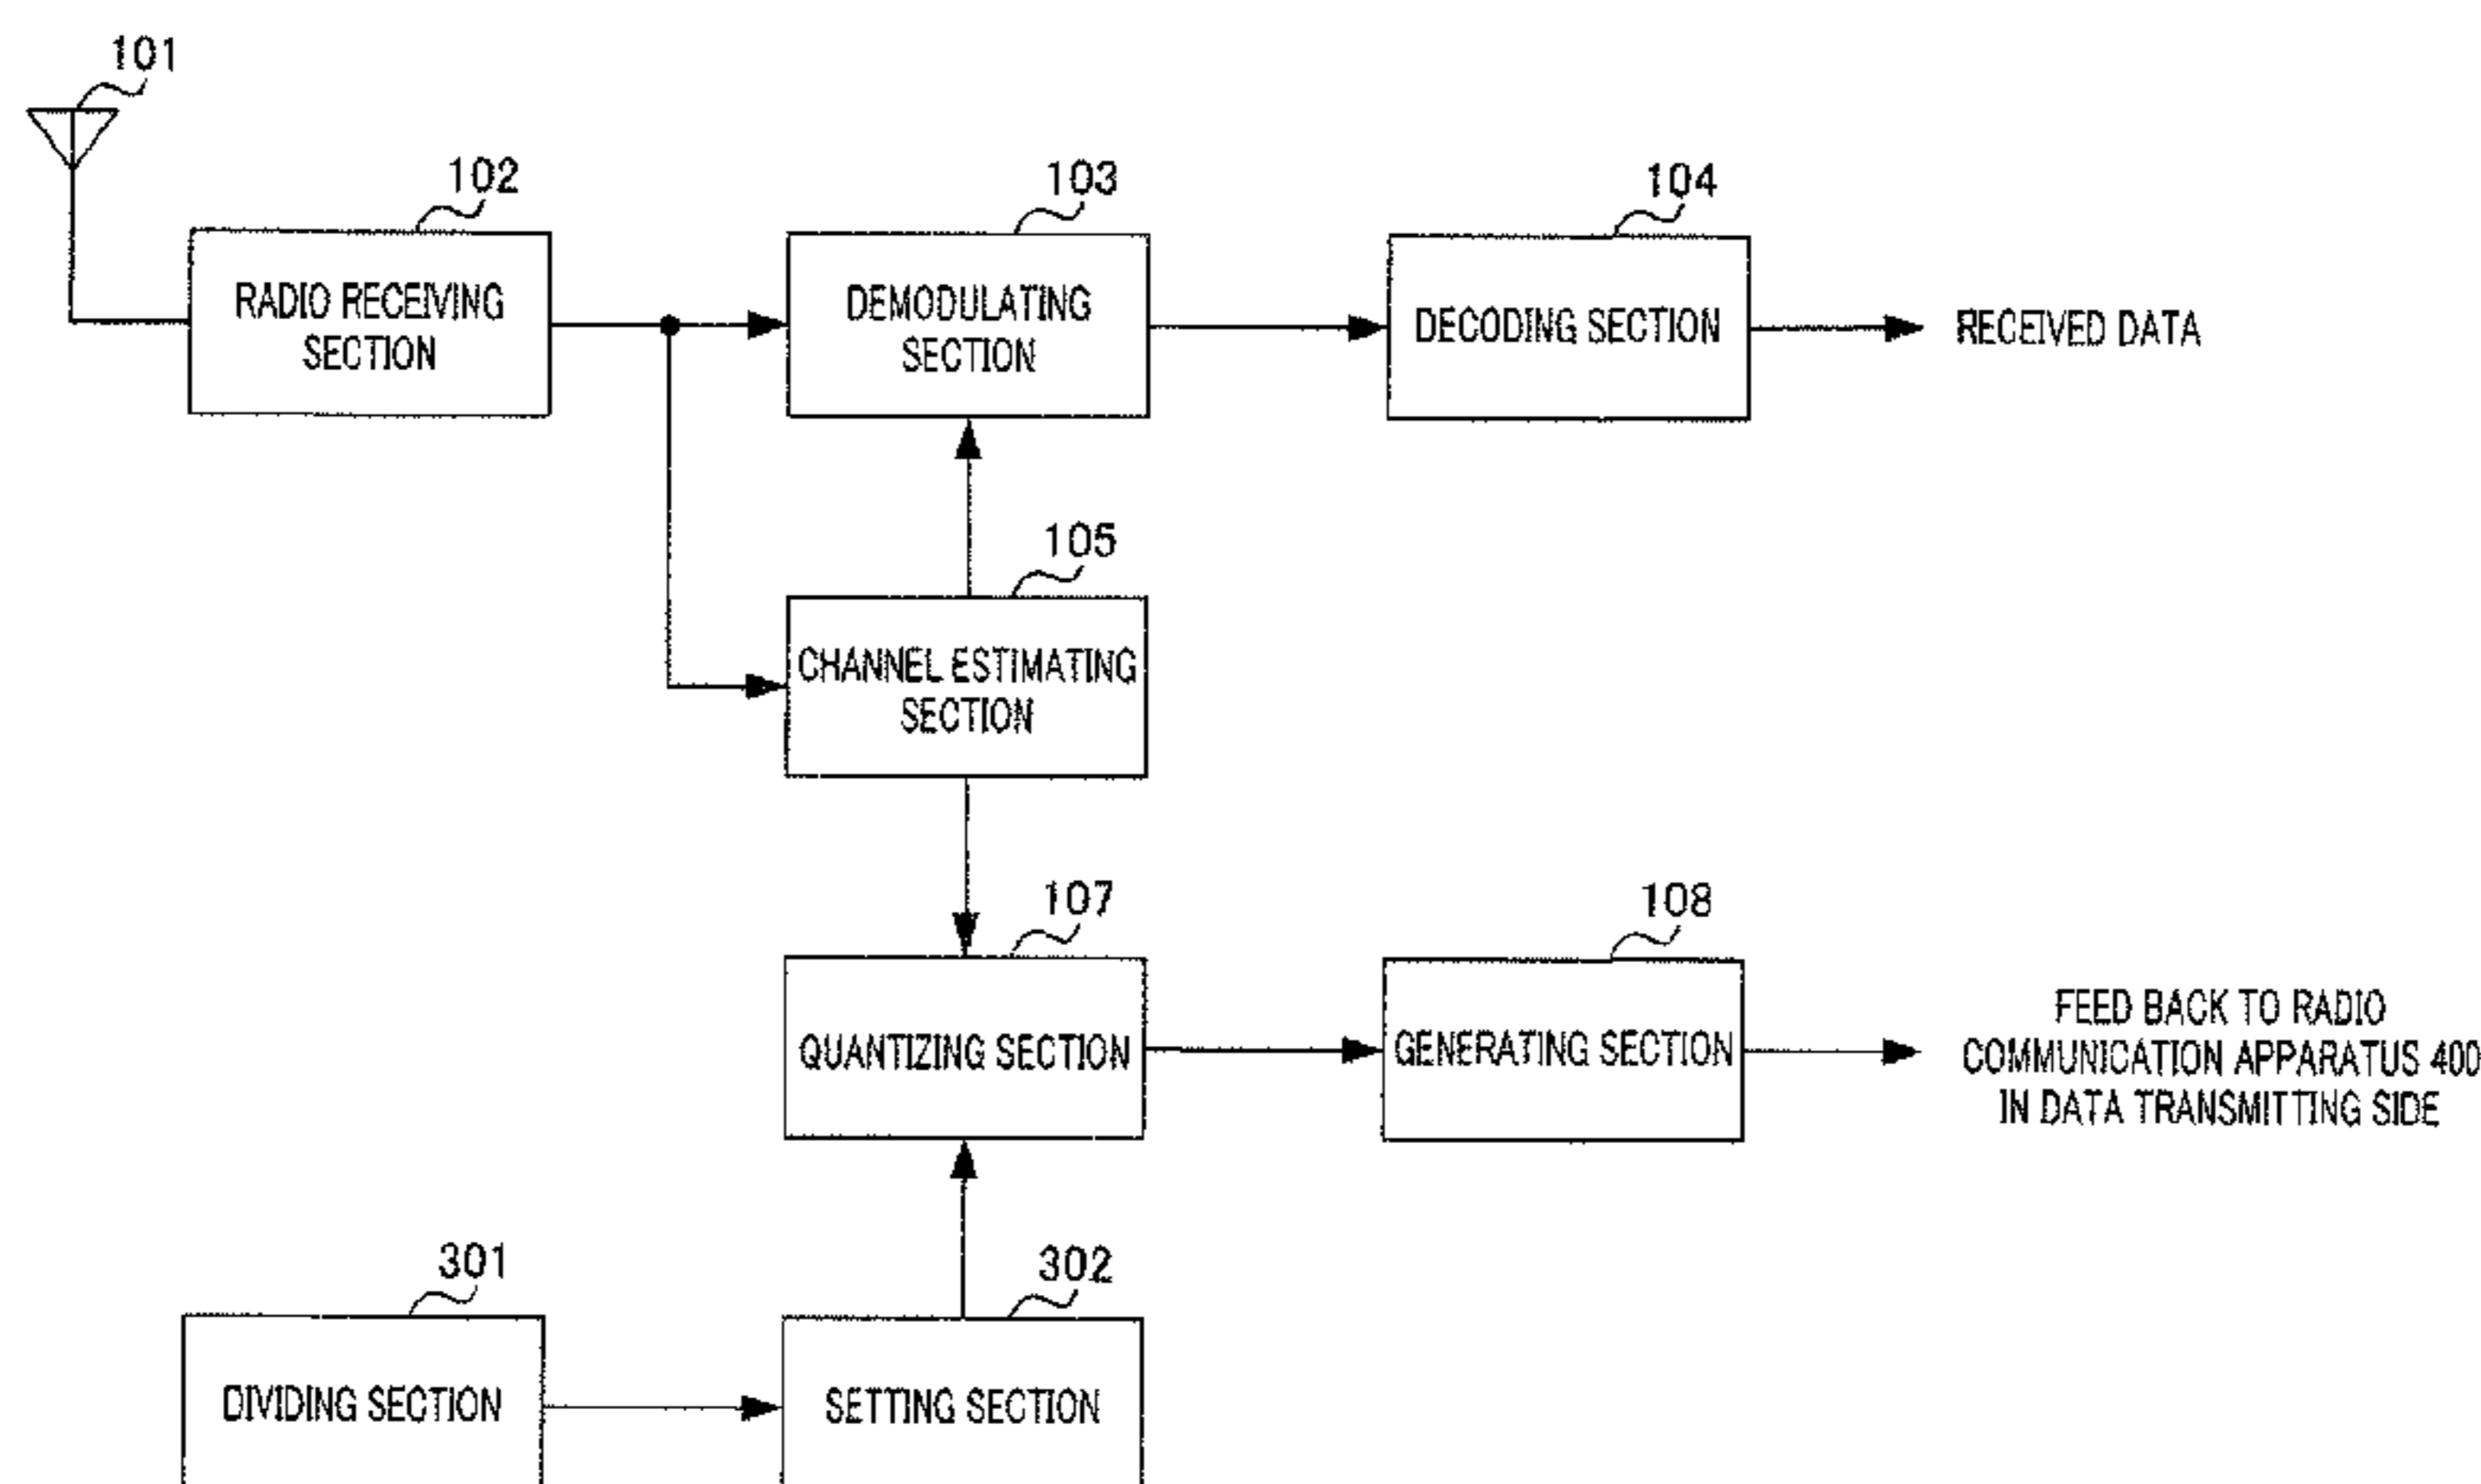 101
102
103
104
RADIO RECEIVING
SECTION
DEMODULATING
SECTION
DECODING SECTION
RECEIVED DATA
105
CHANNEL ESTIMATING
SECTION
107
108
QUANTIZING SECTION
GENERATING SECTION
FEED BACK TO RADIO
COMMUNICATION APPARATUS 400
IN DATA TRANSMITTING SIDE
301
302
DIVIDING SECTION
SETTING SECTION